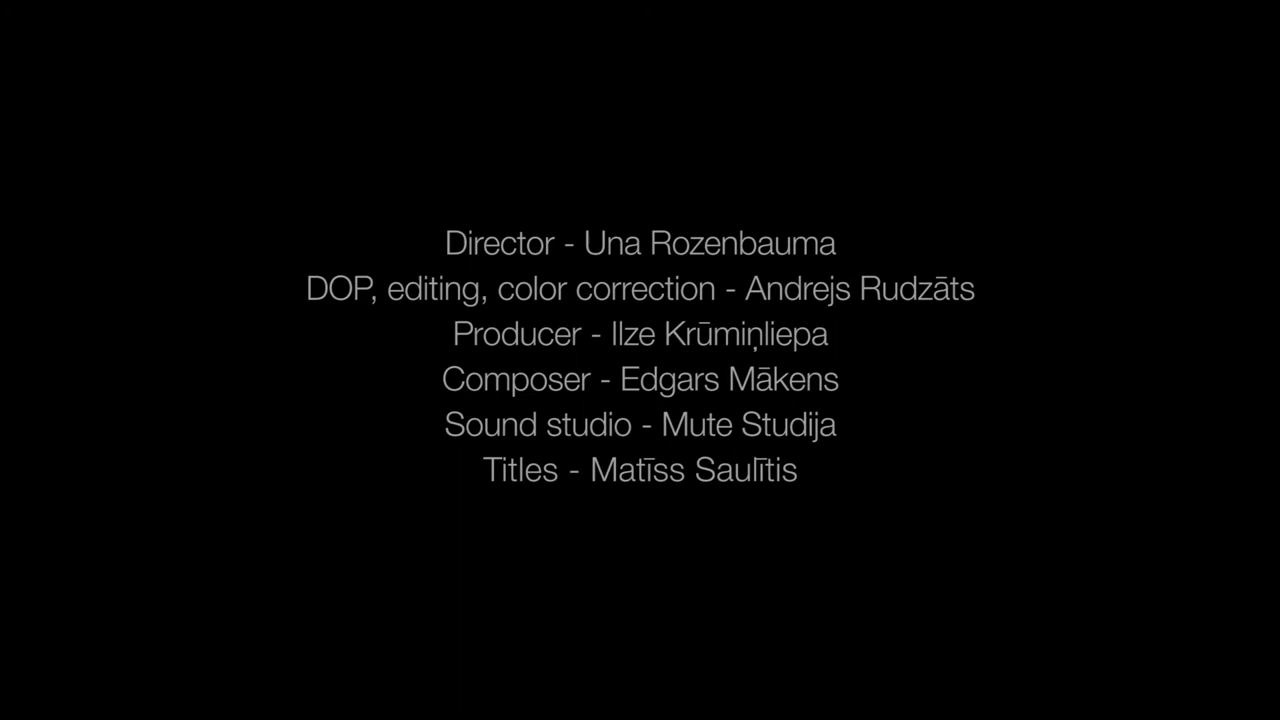 Director - Una Rozenbauma
DOP, editing, color correction - Andrejs Rudzāts
Producer - Ilze Krūmiņliepa
Composer - Edgars Mākens
Sound studio - Mute Studija
Titles - Matīss Saulītis